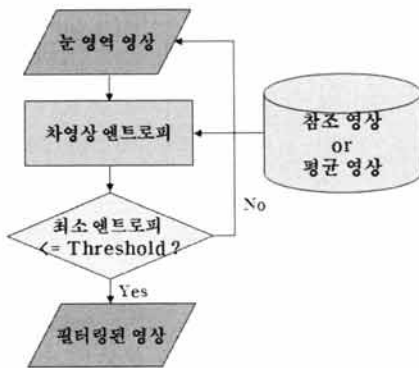 눈 영역 영상
차영상 엔트로피
참조 영상
or
평균 영상
최소 엔트로피
<= Threshold ?
No
Yes
필터링된 영상